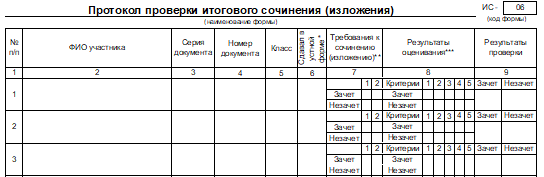 Протокол проверки итогового сочинения (изложения)
ИС - 06
(наименование формы)
(код формы)
№ п/п ФИО участника Серия документа Номер документа Класс Сдавал в устной форме* Требования к сочинению (изложению)** Результаты оценивания*** Результаты проверки
1 2 3 4 5 6 7 8 9
1 1 2 Критерии 1 2 3 4 5 Зачет Незачет
Зачет Зачет
Незачет Незачет
2 1 2 Критерии 1 2 3 4 5 Зачет Незачет
Зачет Зачет
Незачет Незачет
3 1 2 Критерии 1 2 3 4 5 Зачет Незачет
Зачет Зачет
Незачет Незачет